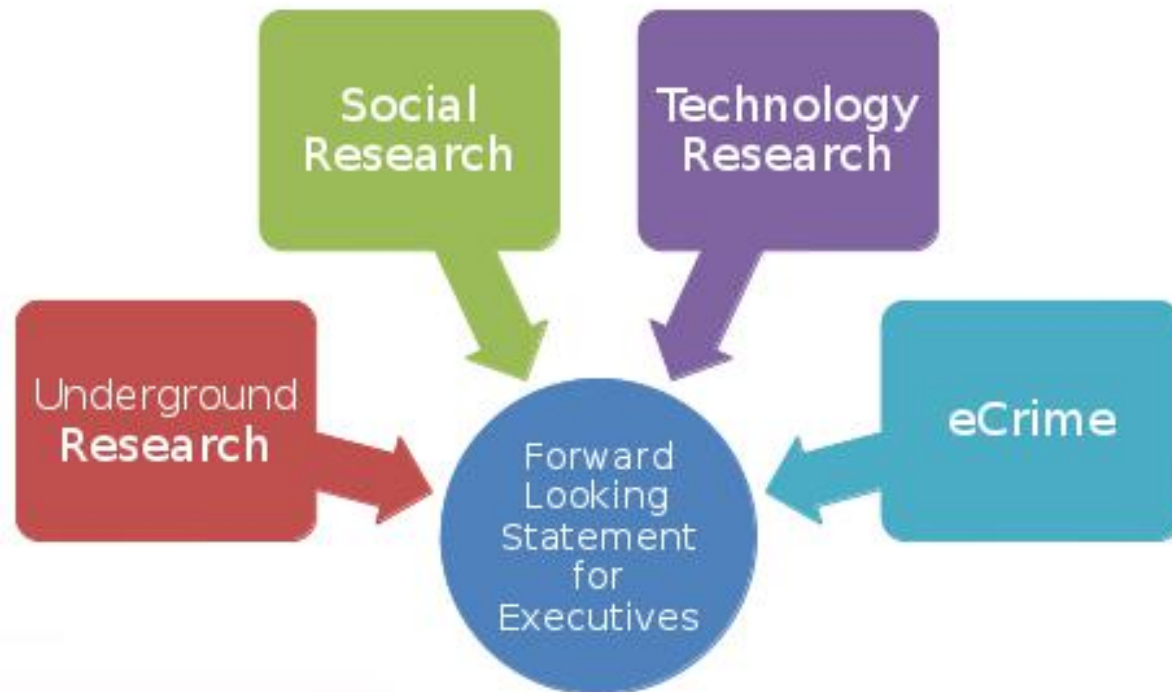 Social
Research
Technology
Research
Underground
Research
eCrime
Forward
Looking
Statement
for
Executives